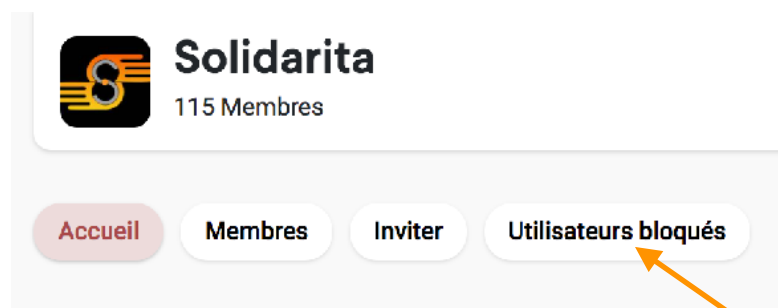 Solidarita
115 Membres
Accueil Membres Inviter Utilisateurs bloqués